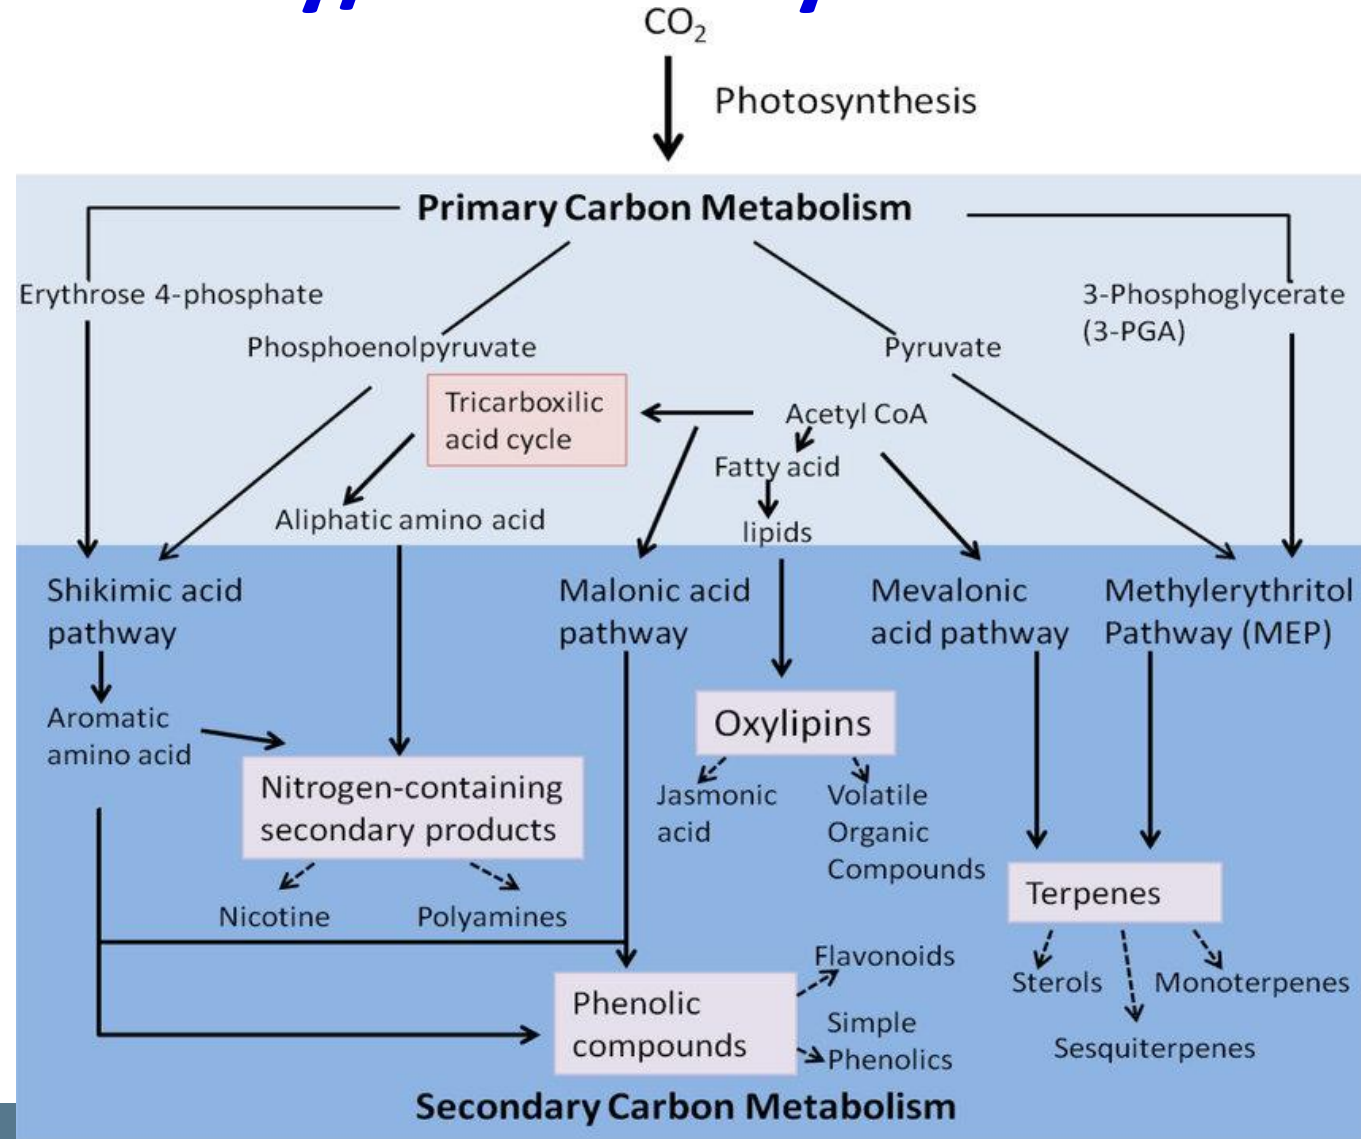 CO₂
Photosynthesis
Primary Carbon Metabolism
Erythrose 4-phosphate
3-Phosphoglycerate
(3-PGA)
Phosphoenolpyruvate
Pyruvate
Tricarboxilic
acid cycle
Acetyl CoA
Fatty acid
Aliphatic amino acid
lipids
Shikimic acid
pathway
Malonic acid
pathway
Mevalonic
acid pathway
Methylerythritol
Pathway (MEP)
Aromatic
amino acid
Oxylipins
Nitrogen-containing
secondary products
Jasmonic
acid
Volatile
Organic
Compounds
Terpenes
Nicotine
Polyamines
Flavonoids
Sterols
Monoterpenes
Phenolic
compounds
Simple
Phenolics
Sesquiterpenes
Secondary Carbon Metabolism